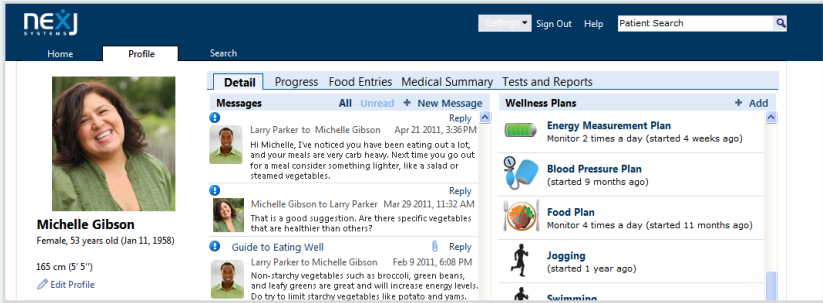 nexj
SYSTEMS
Settings Sign Out Help Patient Search
Home Profile Search
Detail Progress Food Entries Medical Summary Tests and Reports
Messages All Unread + New Message
Reply
Larry Parker to Michelle Gibson Apr 21 2011, 3:36 PM
Hi Michelle, I've noticed you have been eating out a lot,
and your meals are very carb heavy. Next time you go out
for a meal consider something lighter, like a salad or
steamed vegetables.
Reply
Michelle Gibson to Larry Parker Mar 29 2011, 11:32 AM
That is a good suggestion. Are there specific vegetables
that are healthier than others?
Guide to Eating Well Reply
Larry Parker to Michelle Gibson Feb 9 2011, 6:08 PM
Non-starchy vegetables such as broccoli, green beans,
and leafy greens are great and will increase energy levels.
Do try to limit starchy vegetables like potato and yams.
Wellness Plans + Add
Energy Measurement Plan
Monitor 2 times a day (started 4 weeks ago)
Blood Pressure Plan
(started 9 months ago)
Food Plan
Monitor 4 times a day (started 11 months ago)
Jogging
(started 1 year ago)
Swimming
Michelle Gibson
Female, 53 years old (Jan 11, 1958)
165 cm (5' 5")
Edit Profile